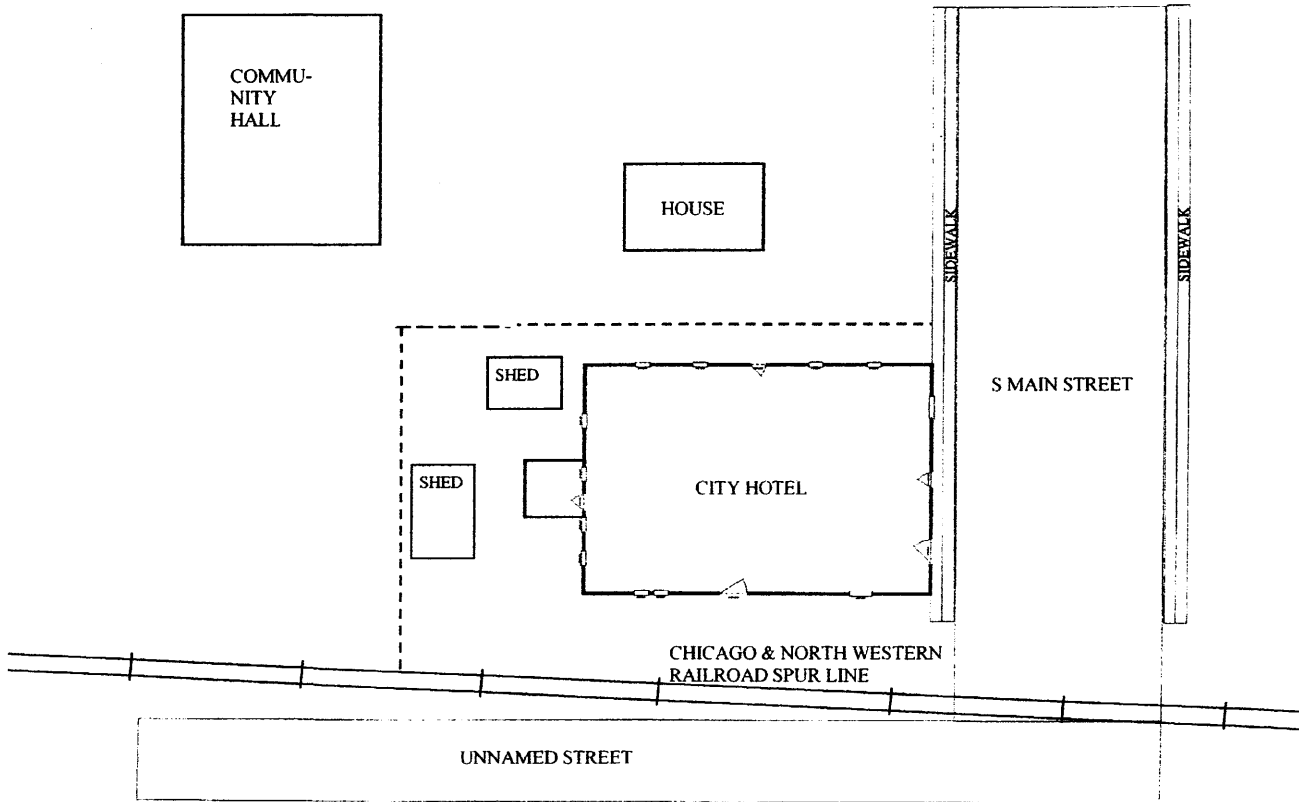 COMMU-
NITY
HALL
HOUSE
SIDEWALK
SIDEWALK
SHED
S MAIN STREET
SHED
CITY HOTEL
CHICAGO & NORTH WESTERN
RAILROAD SPUR LINE
UNNAMED STREET